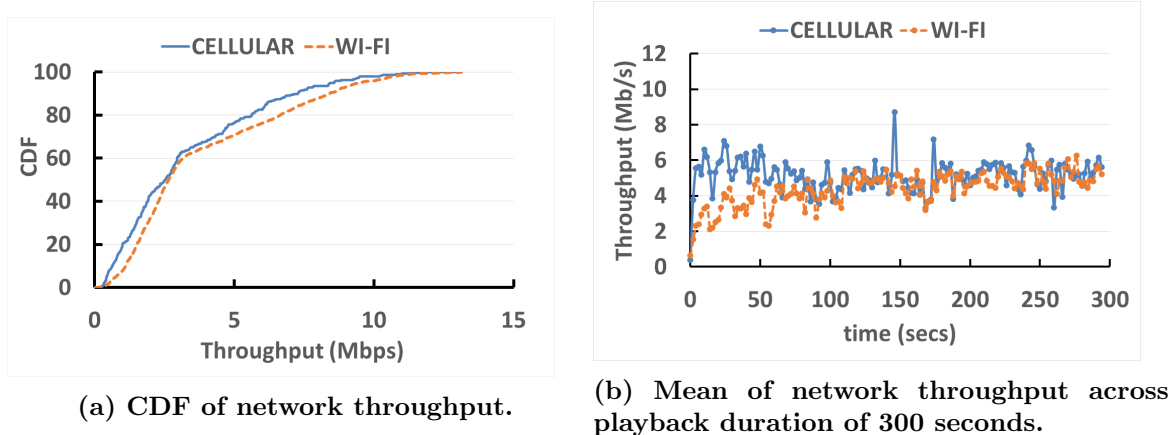 CELLULAR WI-FI
100
80
60
40
20
0
CDF
0 5 10 15
Throughput (Mbps)
(a) CDF of network throughput.
CELLULAR WI-FI
12
10
8
6
4
2
0
Throughput (Mb/s)
0 50 100 150 200 250 300
time (secs)
(b) Mean of network throughput across
playback duration of 300 seconds.